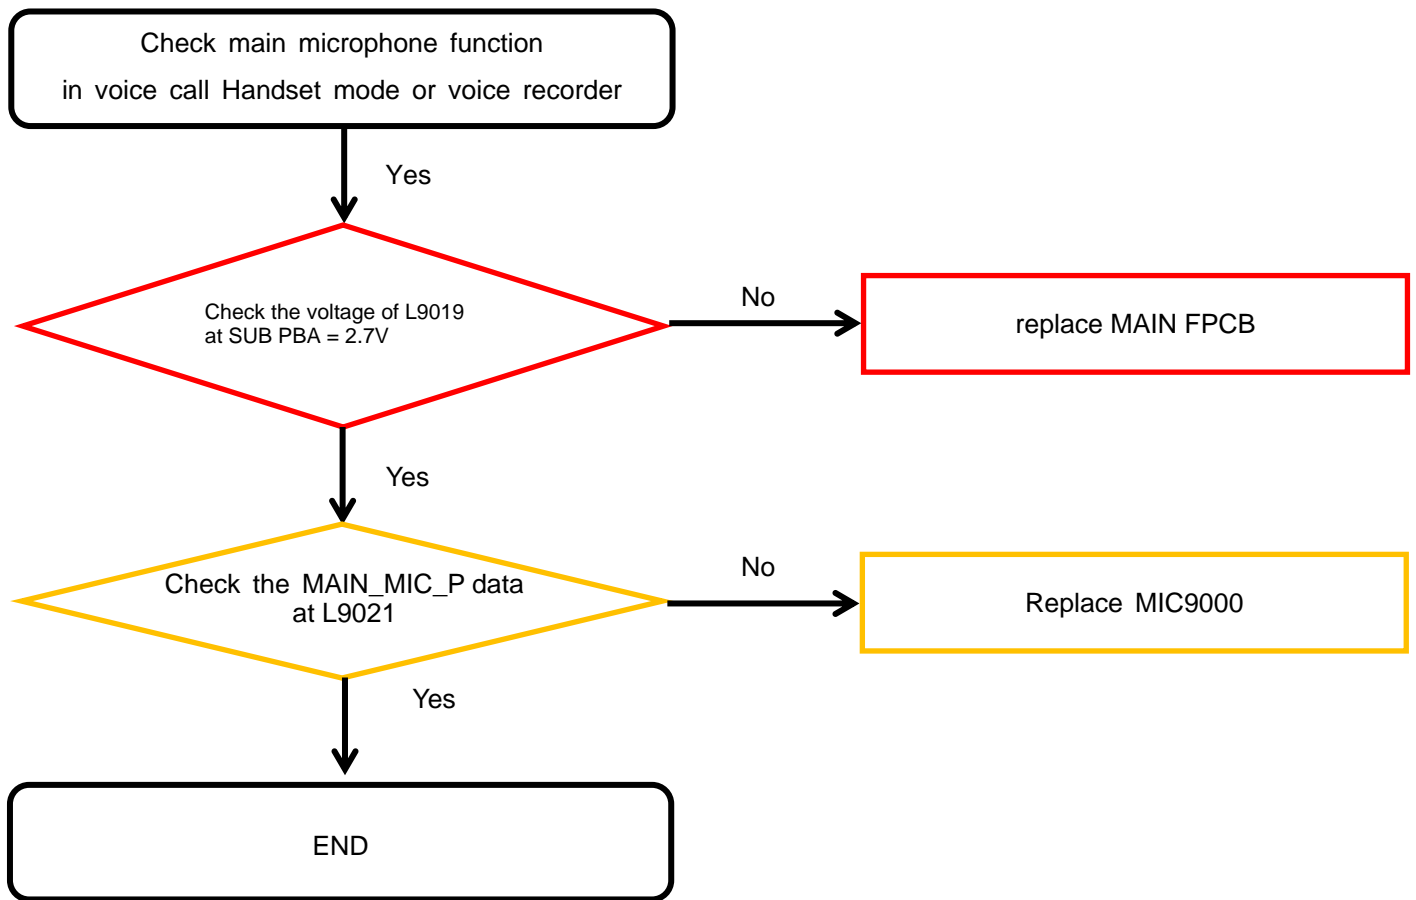 Check main microphone function
in voice call Handset mode or voice recorder
Yes
Check the voltage of L9019
at SUB PBA = 2.7V
No
replace MAIN FPCB
Yes
Check the MAIN_MIC_P data
at L9021
No
Replace MIC9000
Yes
END